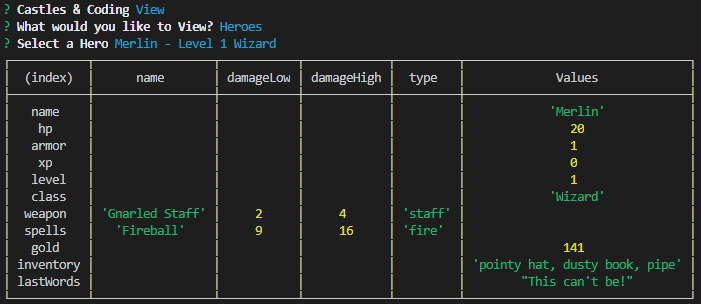 ? Castles & Coding View
? What would you like to View? Heroes
? Select a Hero Merlin - Level 1 Wizard
(index) name damageLow damageHigh type Values
name 'Merlin'
hp 20
armor 1
xp 0
level 1
class 'Wizard'
weapon 'Gnarled Staff' 2 4 'staff'
spells 'Fireball' 9 16 'fire'
gold 141
inventory 'pointy hat, dusty book, pipe'
lastWords "This can't be!"